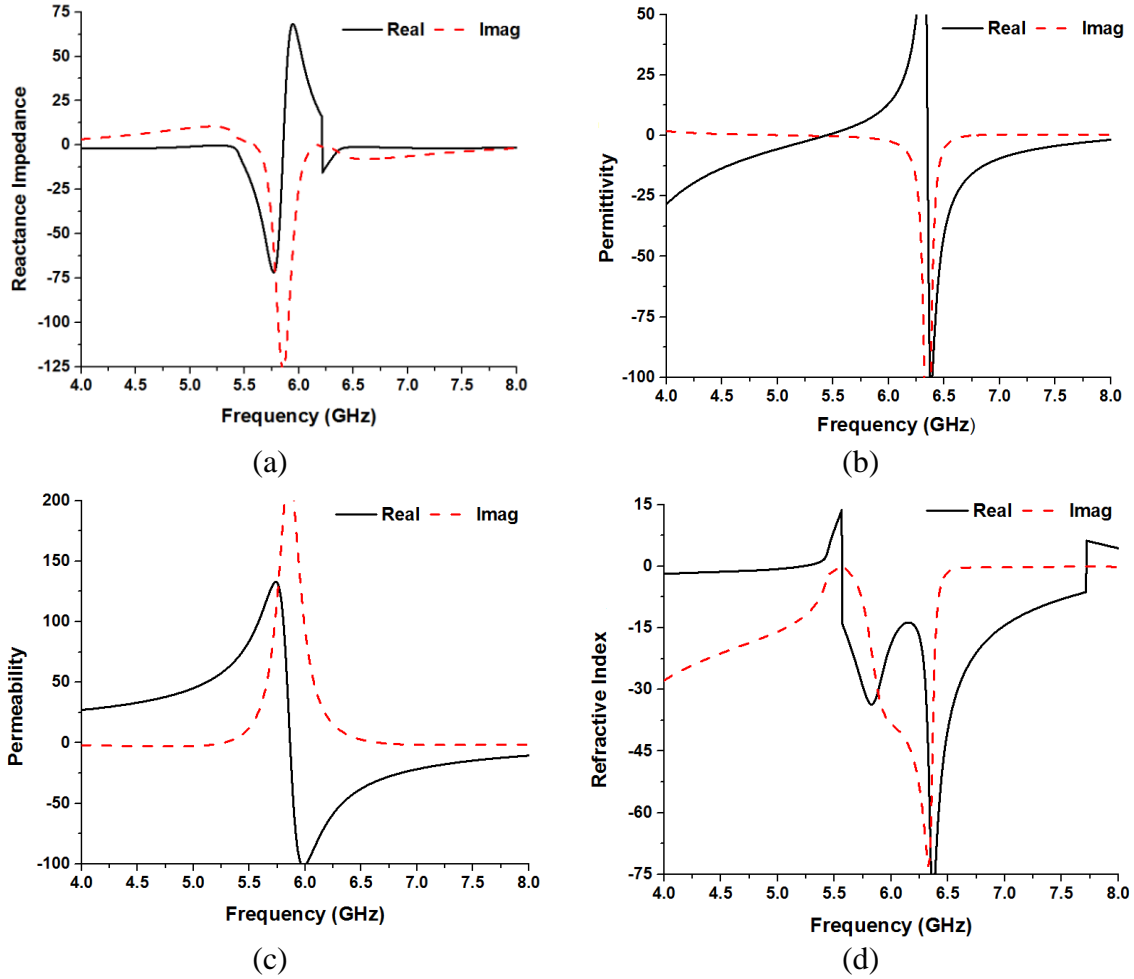 75
50
25
0
-25
-50
-75
-100
-125
Reactance Impedance
Real
Imag
4.0 4.5 5.0 5.5 6.0 6.5 7.0 7.5 8.0
Frequency (GHz)
(a)
50
25
0
-25
-50
-75
-100
Permittivity
Real
Imag
4.0 4.5 5.0 5.5 6.0 6.5 7.0 7.5 8.0
Frequency (GHz)
(b)
200
150
100
50
0
-50
-100
Permeability
Real
Imag
4.0 4.5 5.0 5.5 6.0 6.5 7.0 7.5 8.0
Frequency (GHz)
(c)
15
0
-15
-30
-45
-60
-75
Refractive Index
Real
Imag
4.0 4.5 5.0 5.5 6.0 6.5 7.0 7.5 8.0
Frequency (GHz)
(d)